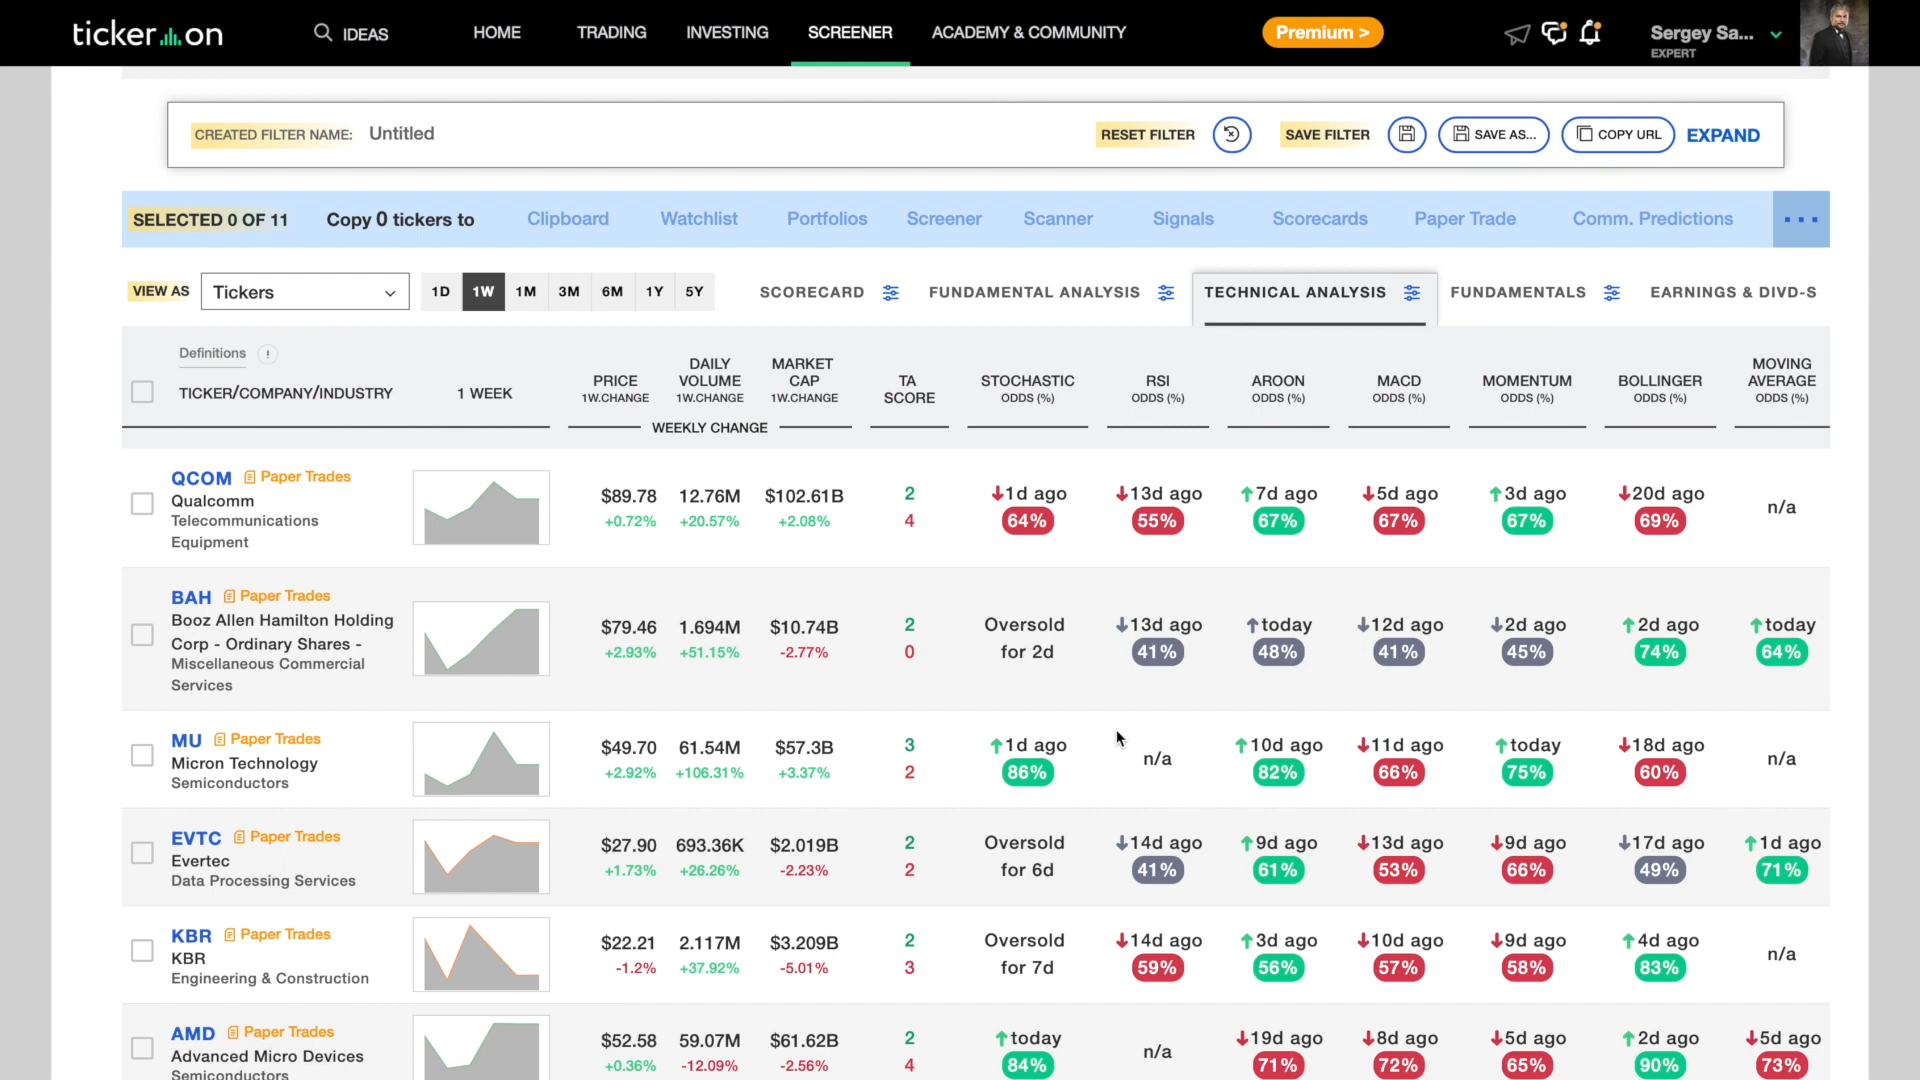 ticker on
IDEAS
HOME
TRADING
INVESTING
SCREENER
ACADEMY & COMMUNITY
Premium >
Sergey Sa...
EXPERT
CREATED FILTER NAME: Untitled
RESET FILTER
SAVE FILTER
SAVE AS...
COPY URL
EXPAND
SELECTED 0 OF 11
Copy 0 tickers to
Clipboard
Watchlist
Portfolios
Screener
Scanner
Signals
Scorecards
Paper Trade
Comm. Predictions
...
VIEW AS
Tickers
1D 1W 1M 3M 6M 1Y 5Y
SCORECARD
FUNDAMENTAL ANALYSIS
TECHNICAL ANALYSIS
FUNDAMENTALS
EARNINGS & DIVD-S
Definitions !
TICKER/COMPANY/INDUSTRY
1 WEEK
PRICE
1W.CHANGE
DAILY
VOLUME
1W.CHANGE
MARKET
CAP
1W.CHANGE
WEEKLY CHANGE
TA
SCORE
STOCHASTIC
ODDS (%)
RSI
ODDS (%)
AROON
ODDS (%)
MACD
ODDS (%)
MOMENTUM
ODDS (%)
BOLLINGER
ODDS (%)
MOVING
AVERAGE
ODDS (%)
QCOM Paper Trades
Qualcomm
Telecommunications
Equipment
$89.78 12.76M $102.61B 2 ↓1d ago ↓13d ago ↑7d ago ↓5d ago ↑3d ago ↓20d ago n/a
+0.72% +20.57% +2.08% 4 64% 55% 67% 67% 67% 69%
BAH Paper Trades
Booz Allen Hamilton Holding
Corp - Ordinary Shares -
Miscellaneous Commercial
Services
$79.46 1.694M $10.74B 2 Oversold ↓13d ago ↑today ↓12d ago ↓2d ago ↑2d ago ↑today
+2.93% +51.15% -2.77% 0 for 2d 41% 48% 41% 45% 74% 64%
MU Paper Trades
Micron Technology
Semiconductors
$49.70 61.54M $57.3B 3 ↑1d ago n/a ↑10d ago ↓11d ago ↑today ↓18d ago n/a
+2.92% +106.31% +3.37% 2 86% 82% 66% 75% 60%
EVTC Paper Trades
Evertec
Data Processing Services
$27.90 693.36K $2.019B 2 Oversold ↓14d ago ↑9d ago ↓13d ago ↓9d ago ↓17d ago ↑1d ago
+1.73% +26.26% -2.23% 2 for 6d 41% 61% 53% 66% 49% 71%
KBR Paper Trades
KBR
Engineering & Construction
$22.21 2.117M $3.209B 2 Oversold ↓14d ago ↑3d ago ↓10d ago ↓9d ago ↑4d ago n/a
-1.2% +37.92% -5.01% 3 for 7d 59% 56% 57% 58% 83%
AMD Paper Trades
Advanced Micro Devices
Semiconductors
$52.58 59.07M $61.62B 2 ↑today n/a ↓19d ago ↓8d ago ↓5d ago ↑2d ago ↓5d ago
+0.36% -12.09% -2.56% 4 84% 71% 72% 65% 90% 73%